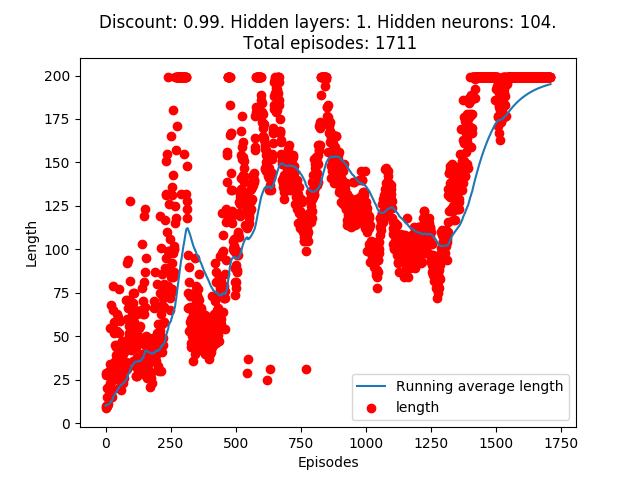 Discount: 0.99. Hidden layers: 1. Hidden neurons: 104.
Total episodes: 1711
200
175
150
125
100
75
50
25
0
Length
0 250 500 750 1000 1250 1500 1750
Episodes
Running average length
length